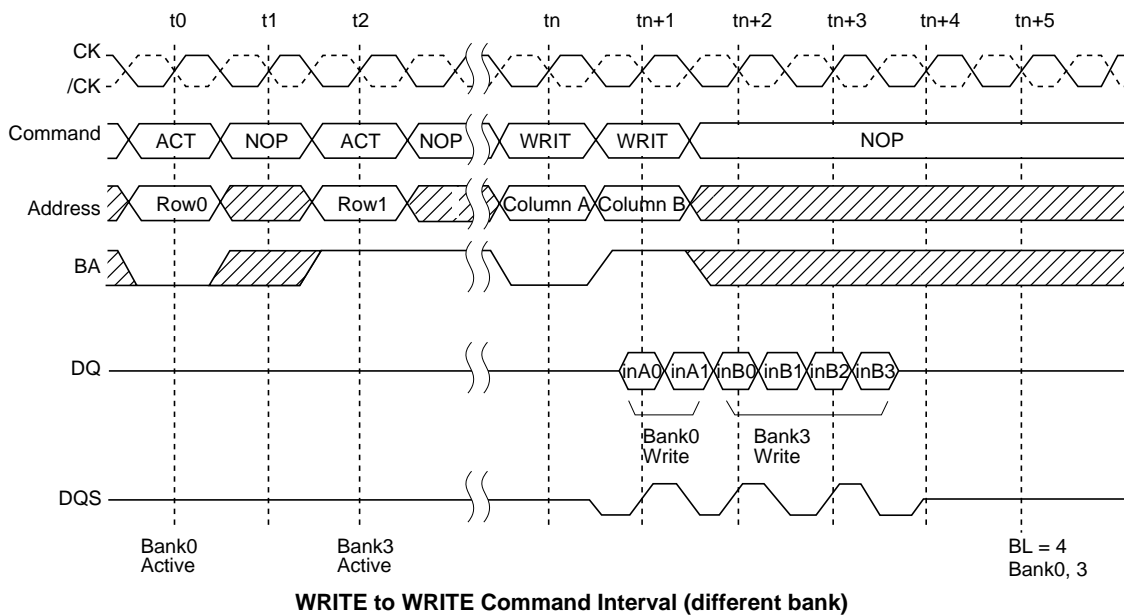 t0 t1 t2 tn tn+1 tn+2 tn+3 tn+4 tn+5
CK
/CK
Command ACT NOP ACT NOP WRIT WRIT NOP
Address Row0 Row1 Column A Column B
BA
DQ inA0 inA1 inB0 inB1 inB2 inB3
Bank0 Bank3
Write Write
DQS
Bank0 Bank3 BL = 4
Active Active Bank0, 3
WRITE to WRITE Command Interval (different bank)